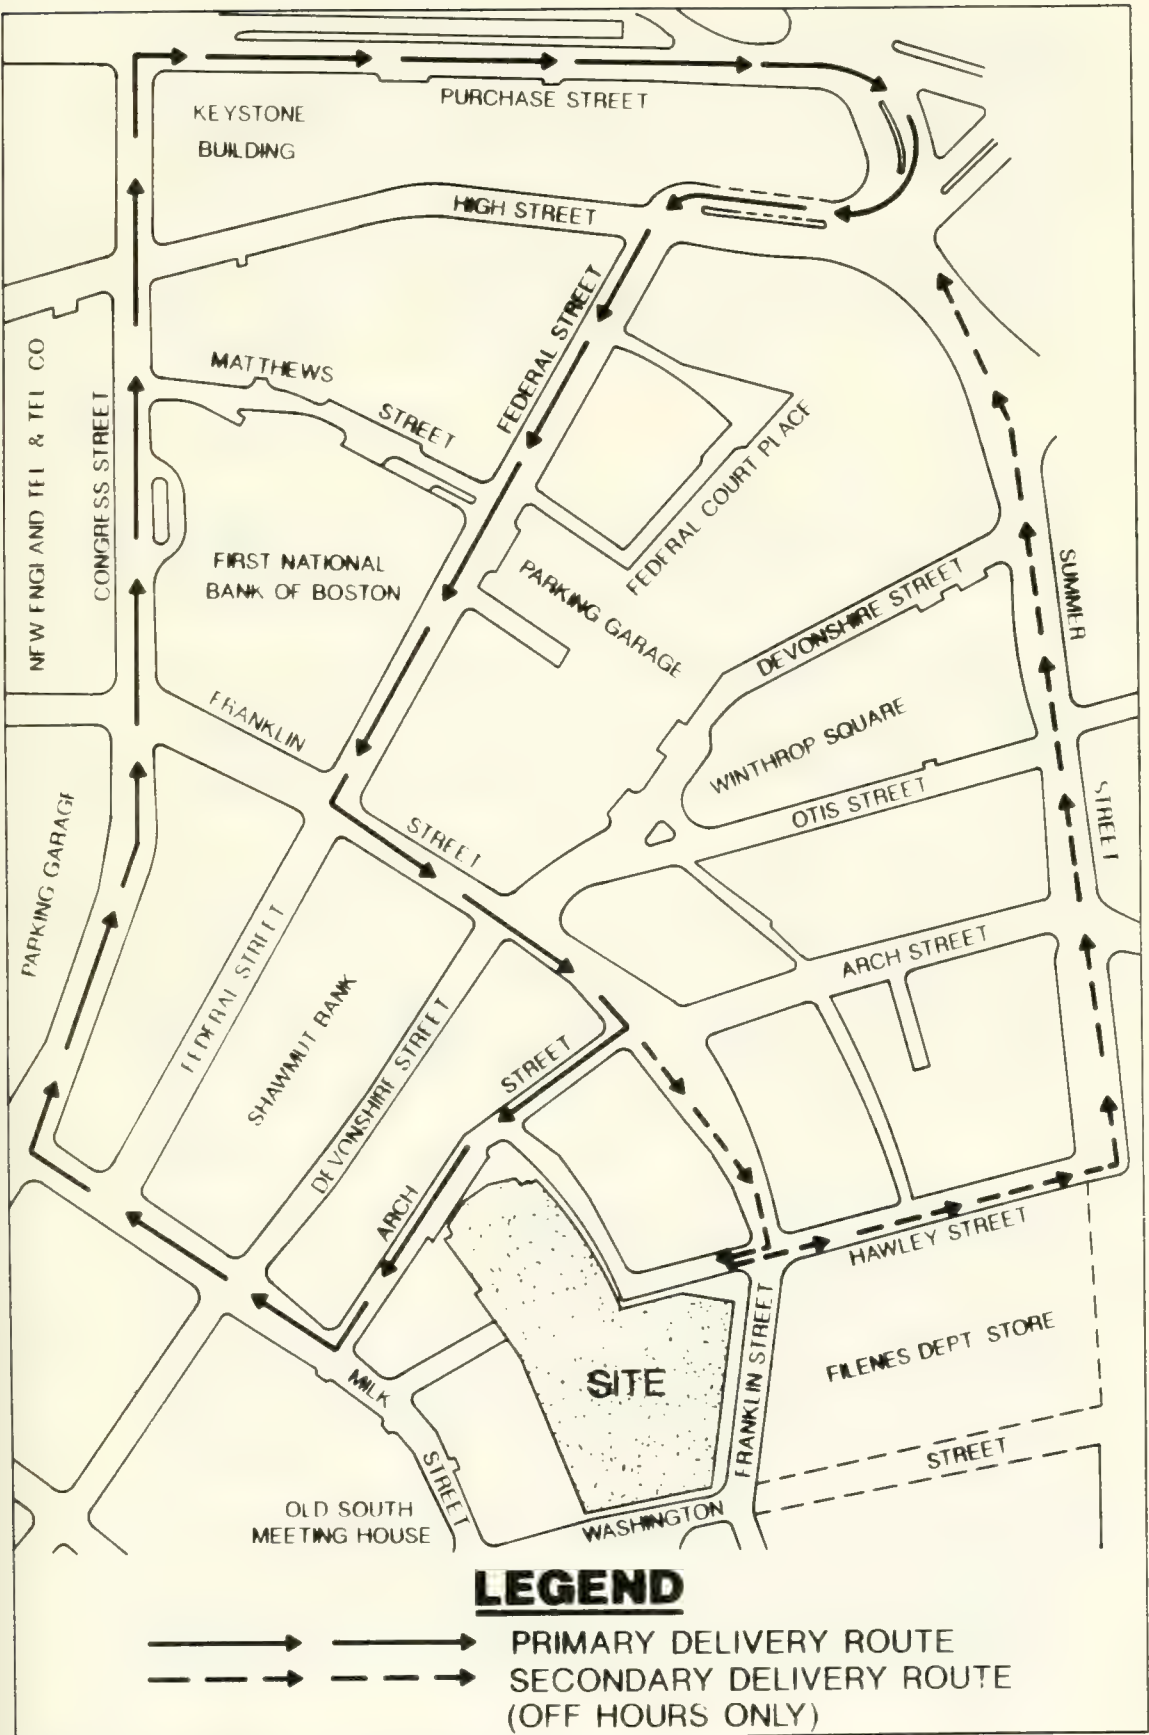 PURCHASE STREET
KEYSTONE
BUILDING
HIGH STREET
FEDERAL STREET
MATTHEWS
STREET
NEW ENGLAND TEL & TEL CO
CONGRESS STREET
FEDERAL COURT PLACE
FIRST NATIONAL
BANK OF BOSTON
PARKING GARAGE
DEVONSHIRE STREET
SUMMER
STREET
FRANKLIN
STREET
WINTHROP SQUARE
OTIS STREET
PARKING GARAGE
FEDERAL STREET
SHAWMUT BANK
DEVONSHIRE STREET
ARCH STREET
STREET
ARCH
HAWLEY STREET
FILENES DEPT STORE
SITE
FRANKLIN STREET
MILK
STREET
STREET
WASHINGTON
OLD SOUTH
MEETING HOUSE
LEGEND
PRIMARY DELIVERY ROUTE
SECONDARY DELIVERY ROUTE
(OFF HOURS ONLY)